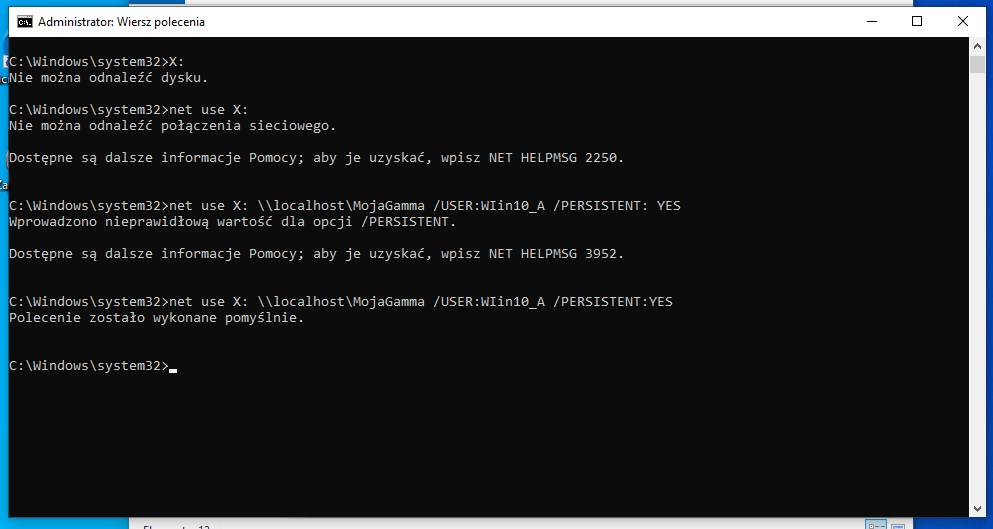 Administrator: Wiersz polecenia
C:\Windows\system32>X:
Nie można odnaleźć dysku.
C:\Windows\system32>net use X:
Nie można odnaleźć połączenia sieciowego.
Dostępne są dalsze informacje Pomocy; aby je uzyskać, wpisz NET HELPMSG 2250.
C:\Windows\system32>net use X: \\localhost\MojaGamma /USER:WIin10_A /PERSISTENT: YES
Wprowadzono nieprawidłową wartość dla opcji /PERSISTENT.
Dostępne są dalsze informacje Pomocy; aby je uzyskać, wpisz NET HELPMSG 3952.
C:\Windows\system32>net use X: \\localhost\MojaGamma /USER:WIin10_A /PERSISTENT:YES
Polecenie zostało wykonane pomyślnie.
C:\Windows\system32>